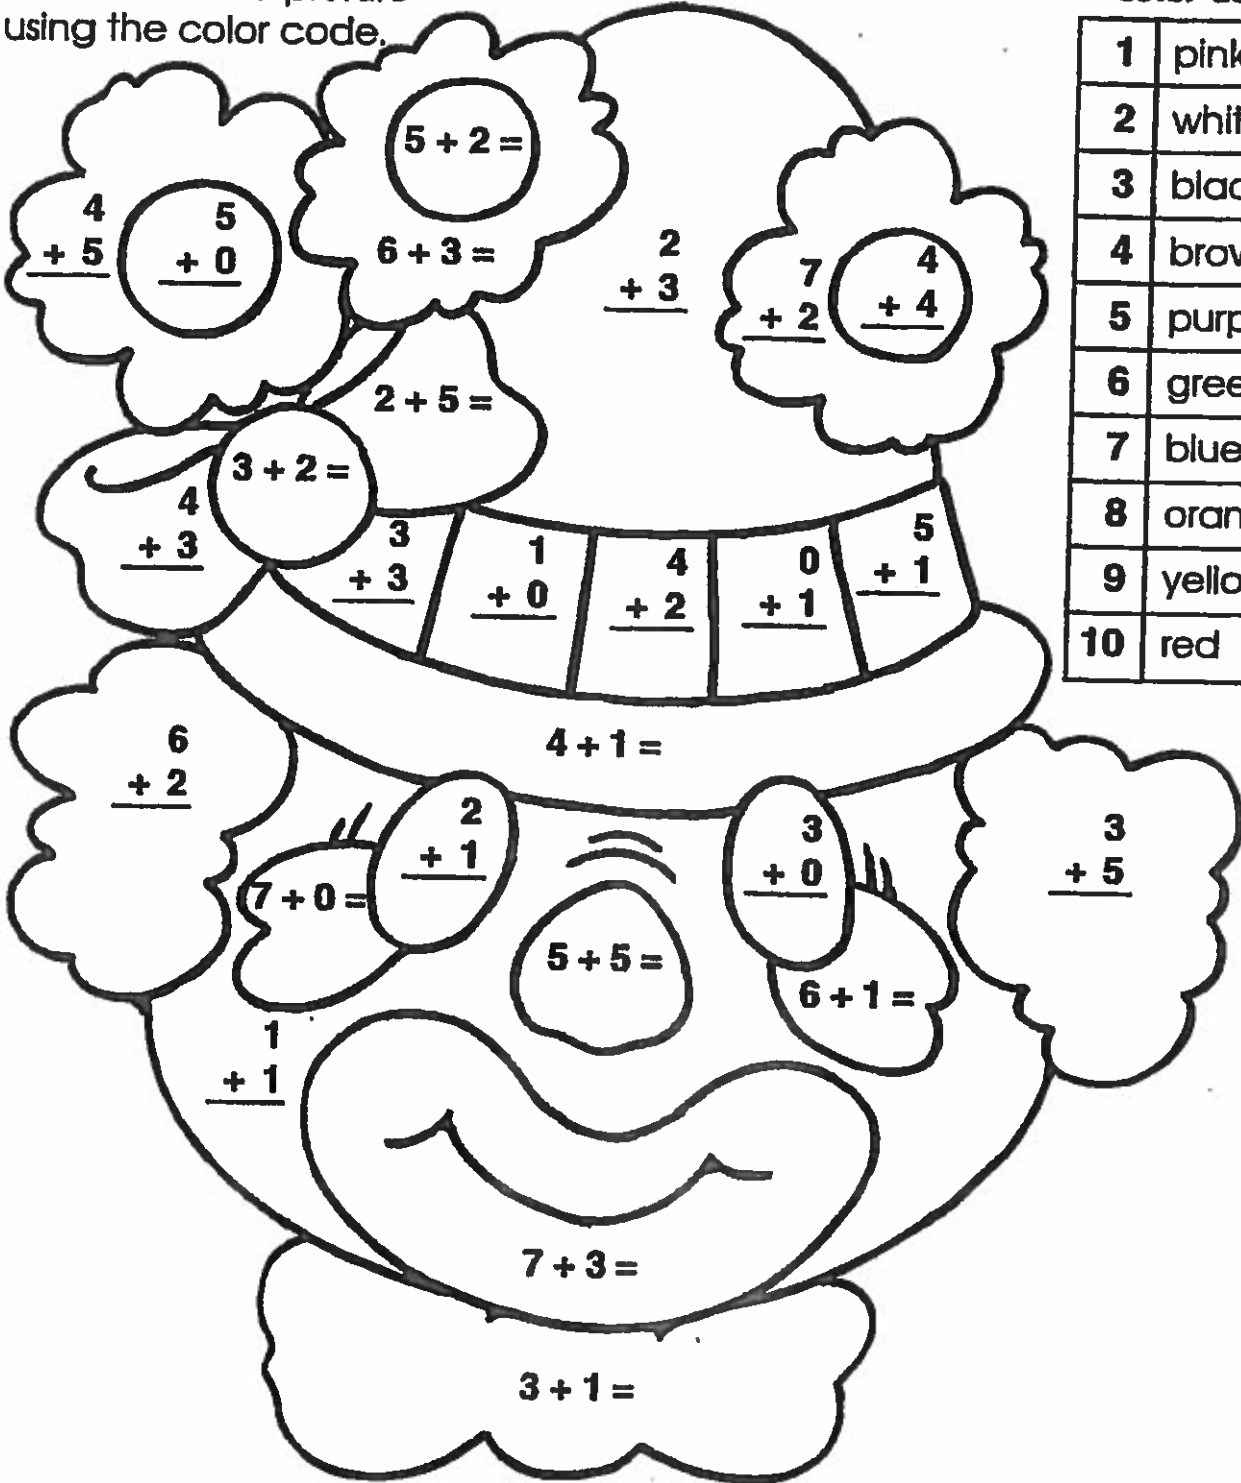 using the color code.
1 pink
2 whit
3 blac
4 brow
5 purp
6 gree
7 blue
8 oran
9 yello
10 red
5 + 2 =
6 + 3 =
4
+ 5
5
+ 0
2
+ 3
7
+ 2
4
+ 4
2 + 5 =
3 + 2 =
4
+ 3
3
+ 3
1
+ 0
4
+ 2
0
+ 1
5
+ 1
4 + 1 =
6
+ 2
2
+ 1
3
+ 0
3
+ 5
7 + 0 =
5 + 5 =
6 + 1 =
1
+ 1
7 + 3 =
3 + 1 =